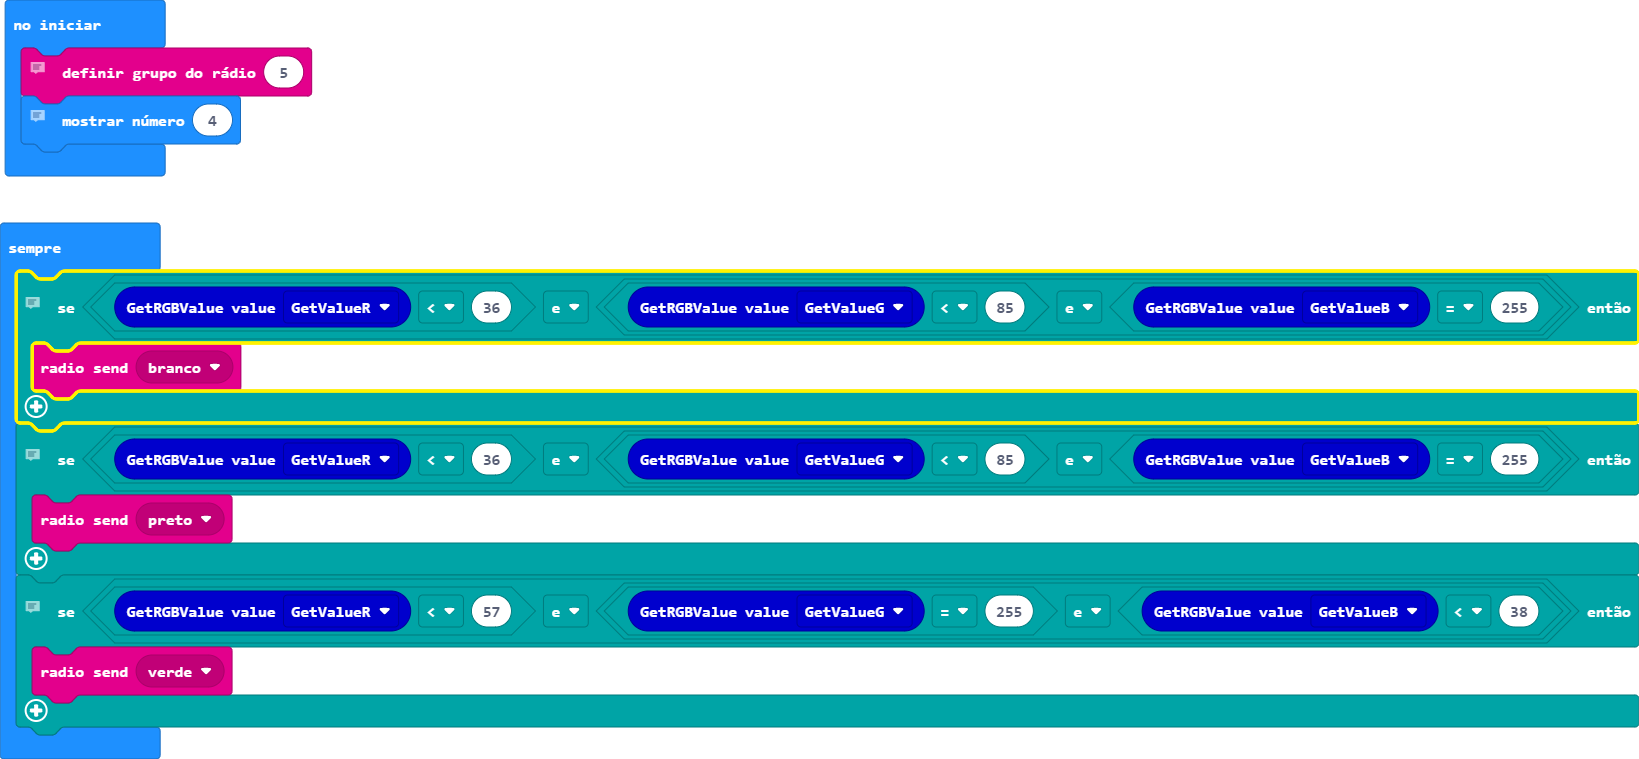 no iniciar
definir grupo do rádio 5
mostrar número 4
sempre
se GetRGBValue value GetValueR < 36 e GetRGBValue value GetValueG < 85 e GetRGBValue value GetValueB = 255 então
radio send branco
se GetRGBValue value GetValueR < 36 e GetRGBValue value GetValueG < 85 e GetRGBValue value GetValueB = 255 então
radio send preto
se GetRGBValue value GetValueR < 57 e GetRGBValue value GetValueG = 255 e GetRGBValue value GetValueB < 38 então
radio send verde